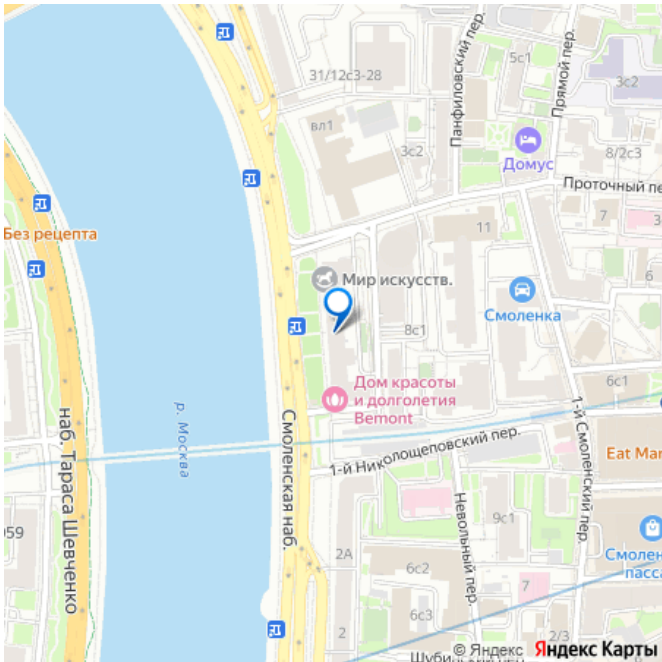 31/12с3-28
вл1
3с2
Панфиловский пер.
5с1
Прямой пер.
3с2
Домус
8/2с3
Проточный пе
7
6
11
Без рецепта
Мир искусств.
8с1
Смоленка
Дом красоты
и долголетия
Bemont
6с1
1-й Смоленский пер.
р. Москва
наб. Тараса Шевченко
Смоленская наб.
1-й Николощеповский пер.
Невольный пер.
Eat Mar
Смолен
пасса
9с1
059
2А
6с2
6с3
7
2
2/3
© Яндекс Яндекс Карты